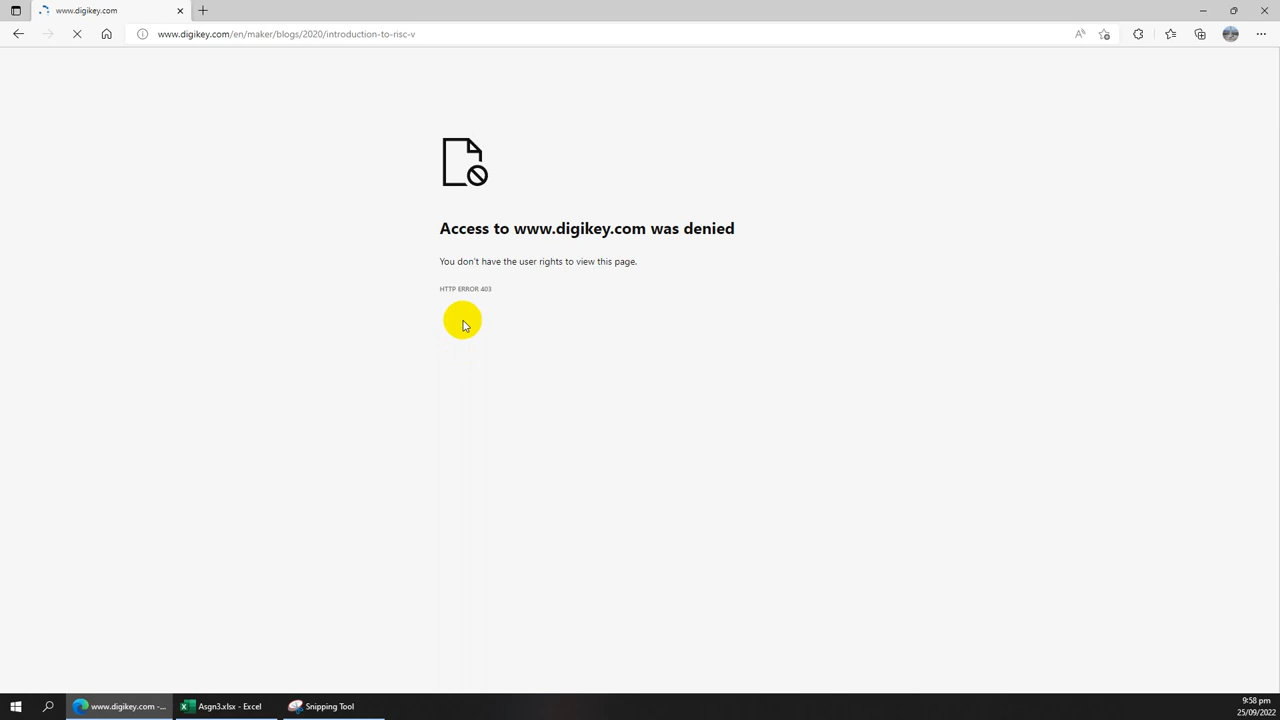 www.digikey.com
www.digikey.com/en/maker/blogs/2020/introduction-to-risc-v
Access to www.digikey.com was denied
You don't have the user rights to view this page.
HTTP ERROR 403
www.digikey.com -...
Asgn3.xlsx - Excel
Snipping Tool
9:58 pm
25/09/2022